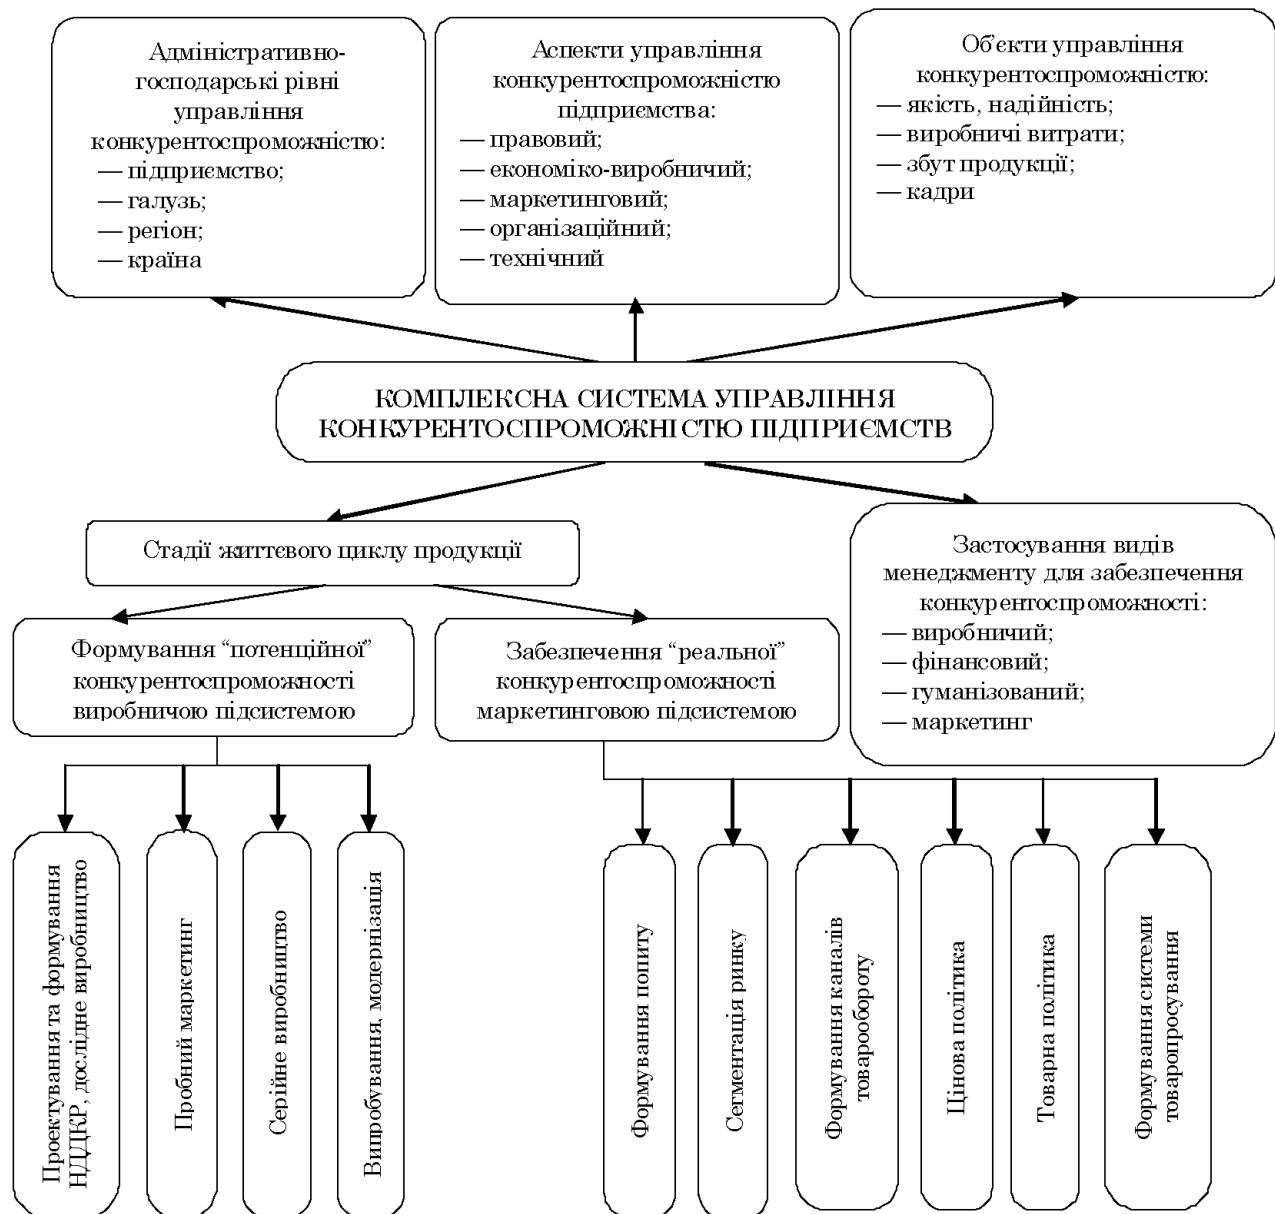 Адміністративно-
господарські рівні
управління
конкурентоспроможністю:
— підприємство;
— галузь;
— регіон;
— країна
Аспекти управління
конкурентоспроможністю
підприємства:
— правовий;
— економіко-виробничий;
— маркетинговий;
— організаційний;
— технічний
Об'єкти управління
конкурентоспроможністю:
— якість, надійність;
— виробничі витрати;
— збут продукції;
— кадри
КОМПЛЕКСНА СИСТЕМА УПРАВЛІННЯ
КОНКУРЕНТОСПРОМОЖНІСТЮ ПІДПРИЄМСТВ
Стадії життєвого циклу продукції
Застосування видів
менеджменту для забезпечення
конкурентоспроможності:
— виробничий;
— фінансовий;
— гуманізований;
— маркетинг
Формування “потенційної”
конкурентоспроможності
виробничою підсистемою
Забезпечення “реальної”
конкурентоспроможності
маркетинговою підсистемою
Проектування та формування
НДДКР, дослідне виробництво
Пробний маркетинг
Серійне виробництво
Випробування, модернізація
Формування попиту
Сегментація ринку
Формування каналів
товарообороту
Цінова політика
Товарна політика
Формування системи
товаропросування